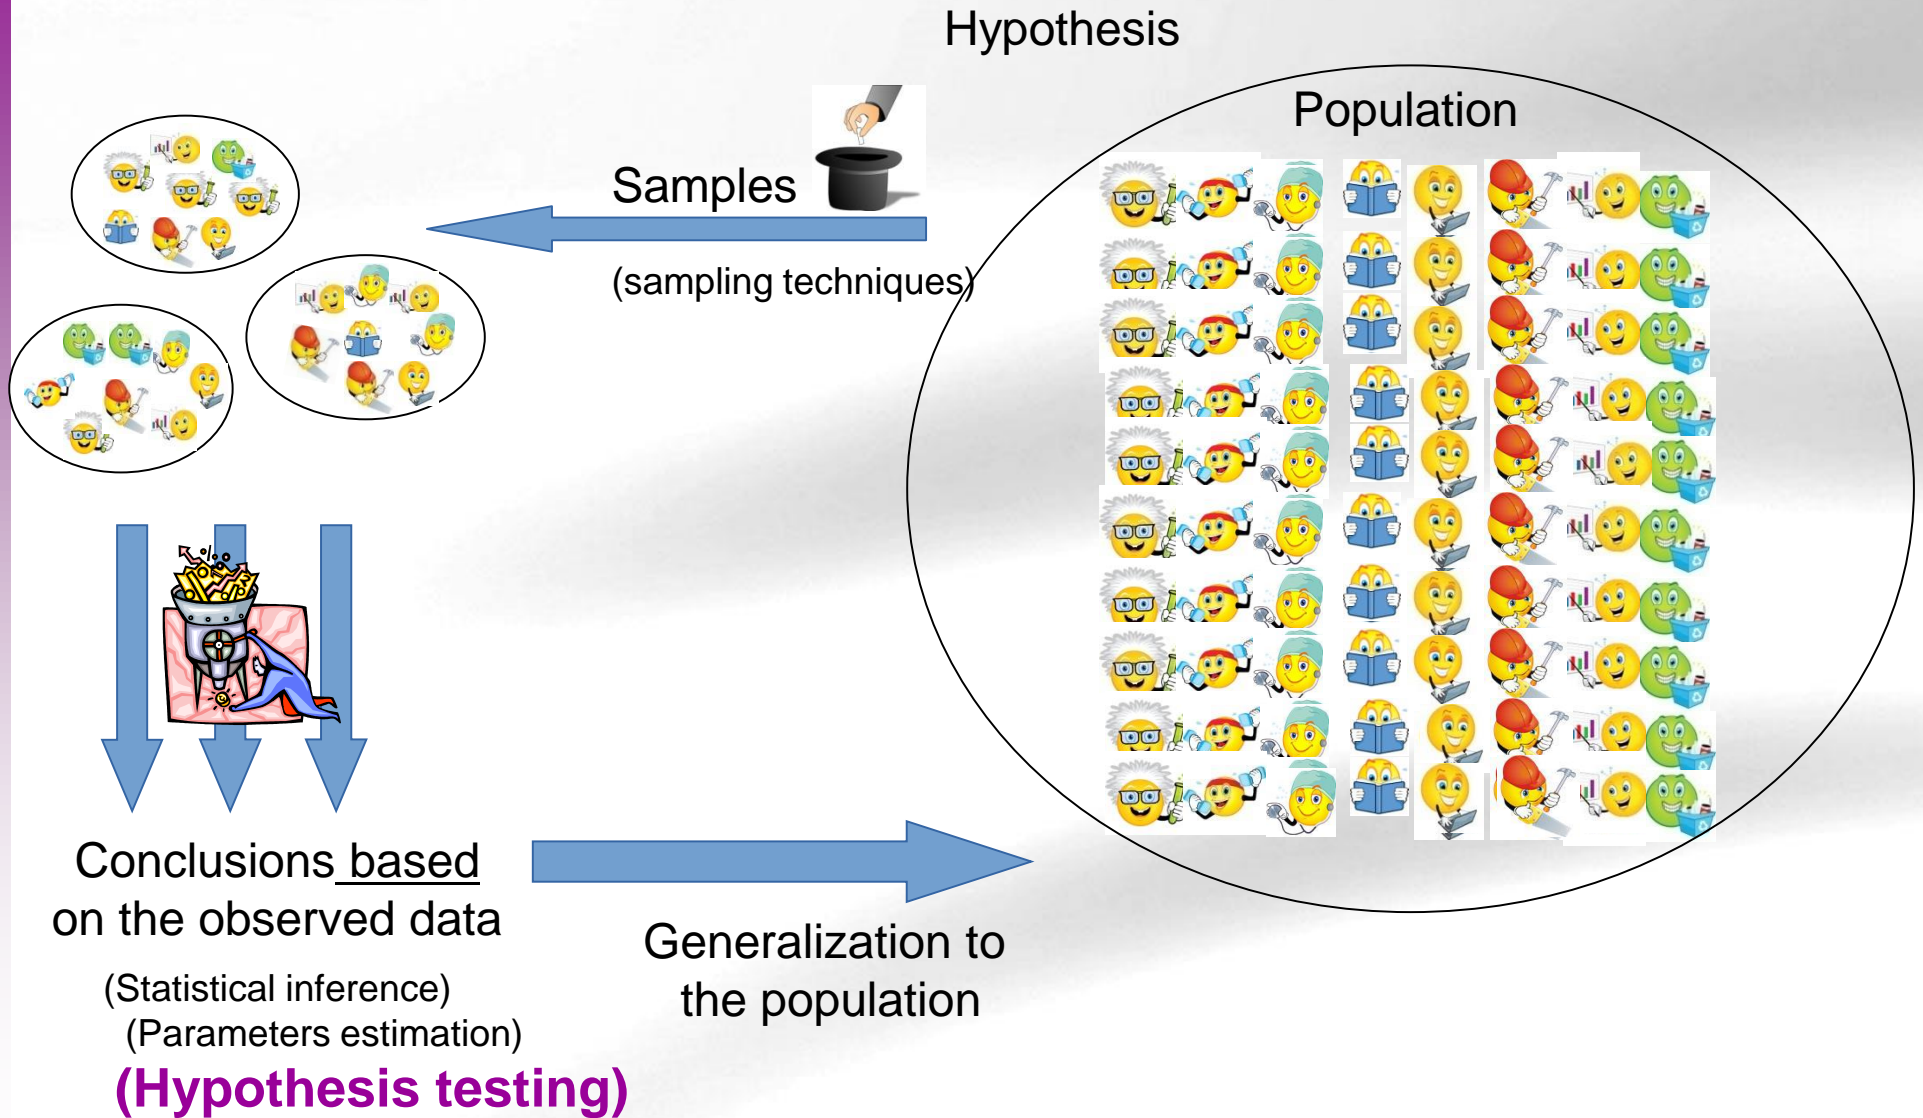 Hypothesis
Population
Samples
(sampling techniques)
Conclusions based
on the observed data
(Statistical inference)
(Parameters estimation)
(Hypothesis testing)
Generalization to
the population